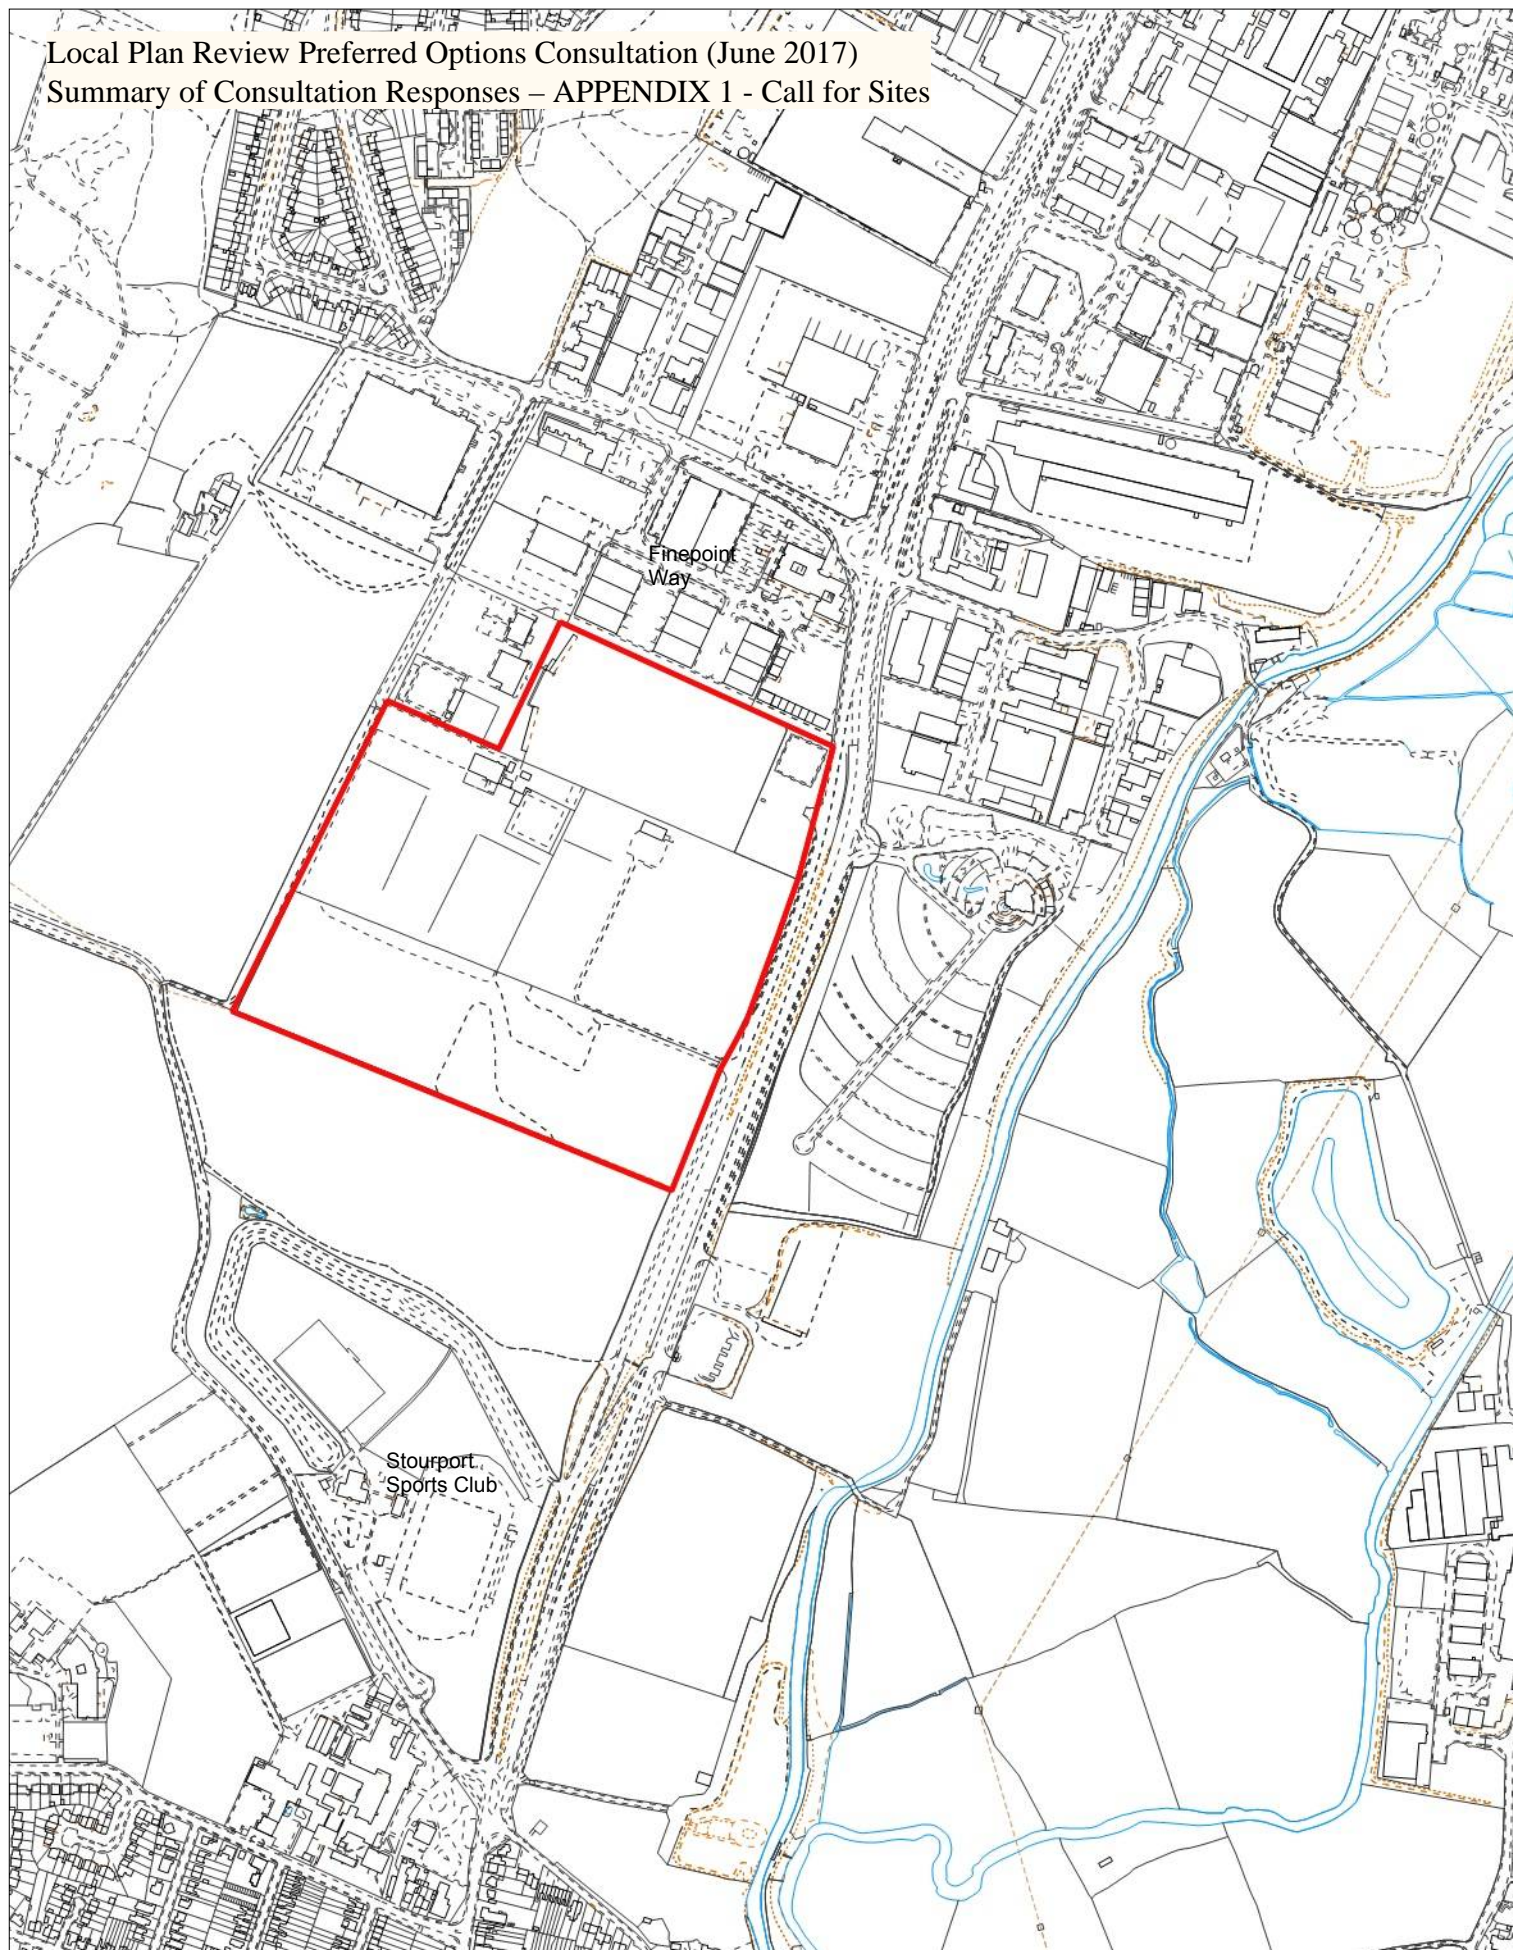 Local Plan Review Preferred Options Consultation (June 2017)
Summary of Consultation Responses – APPENDIX 1 - Call for Sites
Finepoint
Way
Stourport
Sports Club